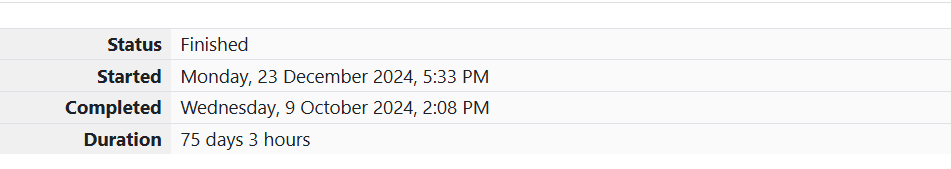 Status Finished
Started Monday, 23 December 2024, 5:33 PM
Completed Wednesday, 9 October 2024, 2:08 PM
Duration 75 days 3 hours